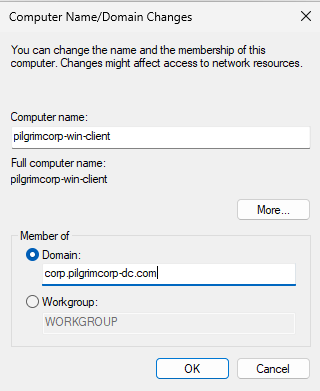 Computer Name/Domain Changes
You can change the name and the membership of this
computer. Changes might affect access to network resources.
Computer name:
pilgrimcorp-win-client
Full computer name:
pilgrimcorp-win-client
More...
Member of
Domain:
corp.pilgrimcorp-dc.com
Workgroup:
WORKGROUP
OK
Cancel